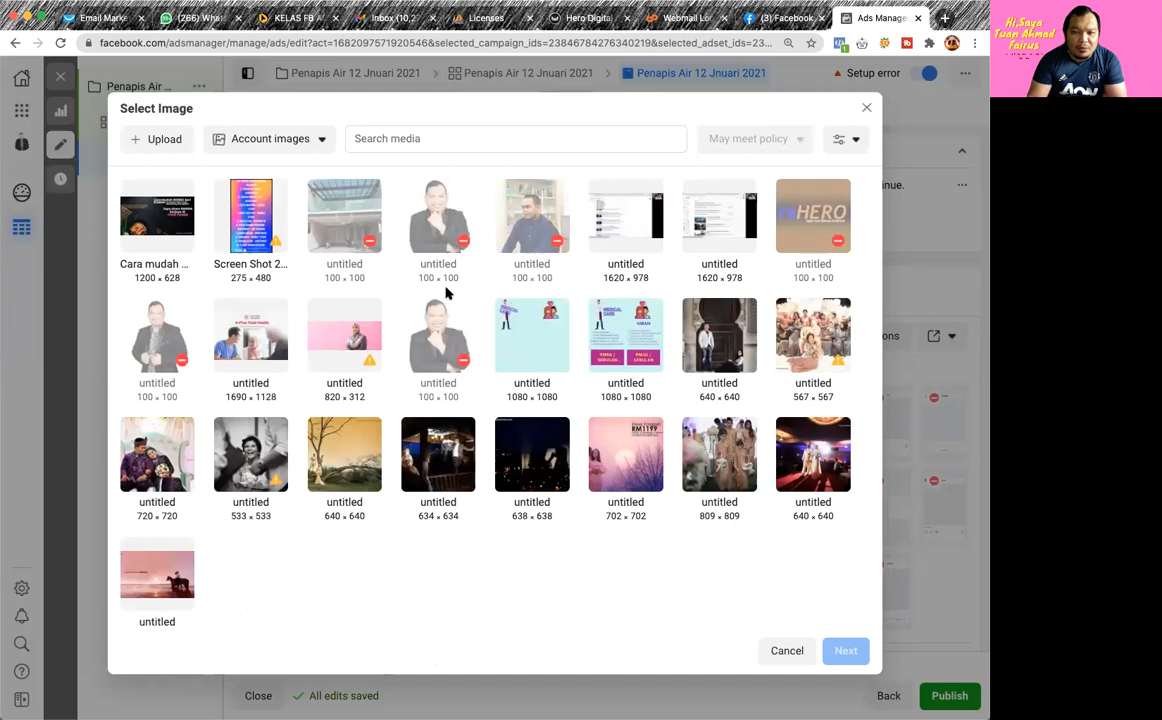 Email Mark
(266) What
KELAS FB A
Inbox (10,2
Licenses
Hero Digital
Webmail Lo
(3) Facebook
Ads Manage
facebook.com/adsmanager/manage/ads/edit?act=1682097571920546&selected_campaign_ids=23846784276340219&selected_adset_ids=23...
Hi,Saya
Tuan Ahmad
Fairus
Penapis Air ...
Penapis Air 12 Jnuari 2021
Penapis Air 12 Jnuari 2021
Penapis Air 12 Jnuari 2021
Setup error
Select Image
Upload
Account images
Search media
May meet policy
Cara mudah ...
1200 × 628
Screen Shot 2...
275 × 480
untitled
100 × 100
untitled
100 × 100
untitled
100 × 100
untitled
1620 × 978
untitled
1620 × 978
HERO
untitled
100 × 100
untitled
100 × 100
untitled
1690 × 1128
untitled
820 × 312
untitled
100 × 100
untitled
1080 × 1080
MEDICAL
CARD
untitled
1080 × 1080
untitled
640 × 640
untitled
567 × 567
untitled
720 × 720
untitled
533 × 533
untitled
640 × 640
untitled
634 × 634
untitled
638 × 638
RM1199
untitled
702 × 702
untitled
809 × 809
untitled
640 × 640
untitled
nue.
ons
Cancel
Next
Close
All edits saved
Back
Publish